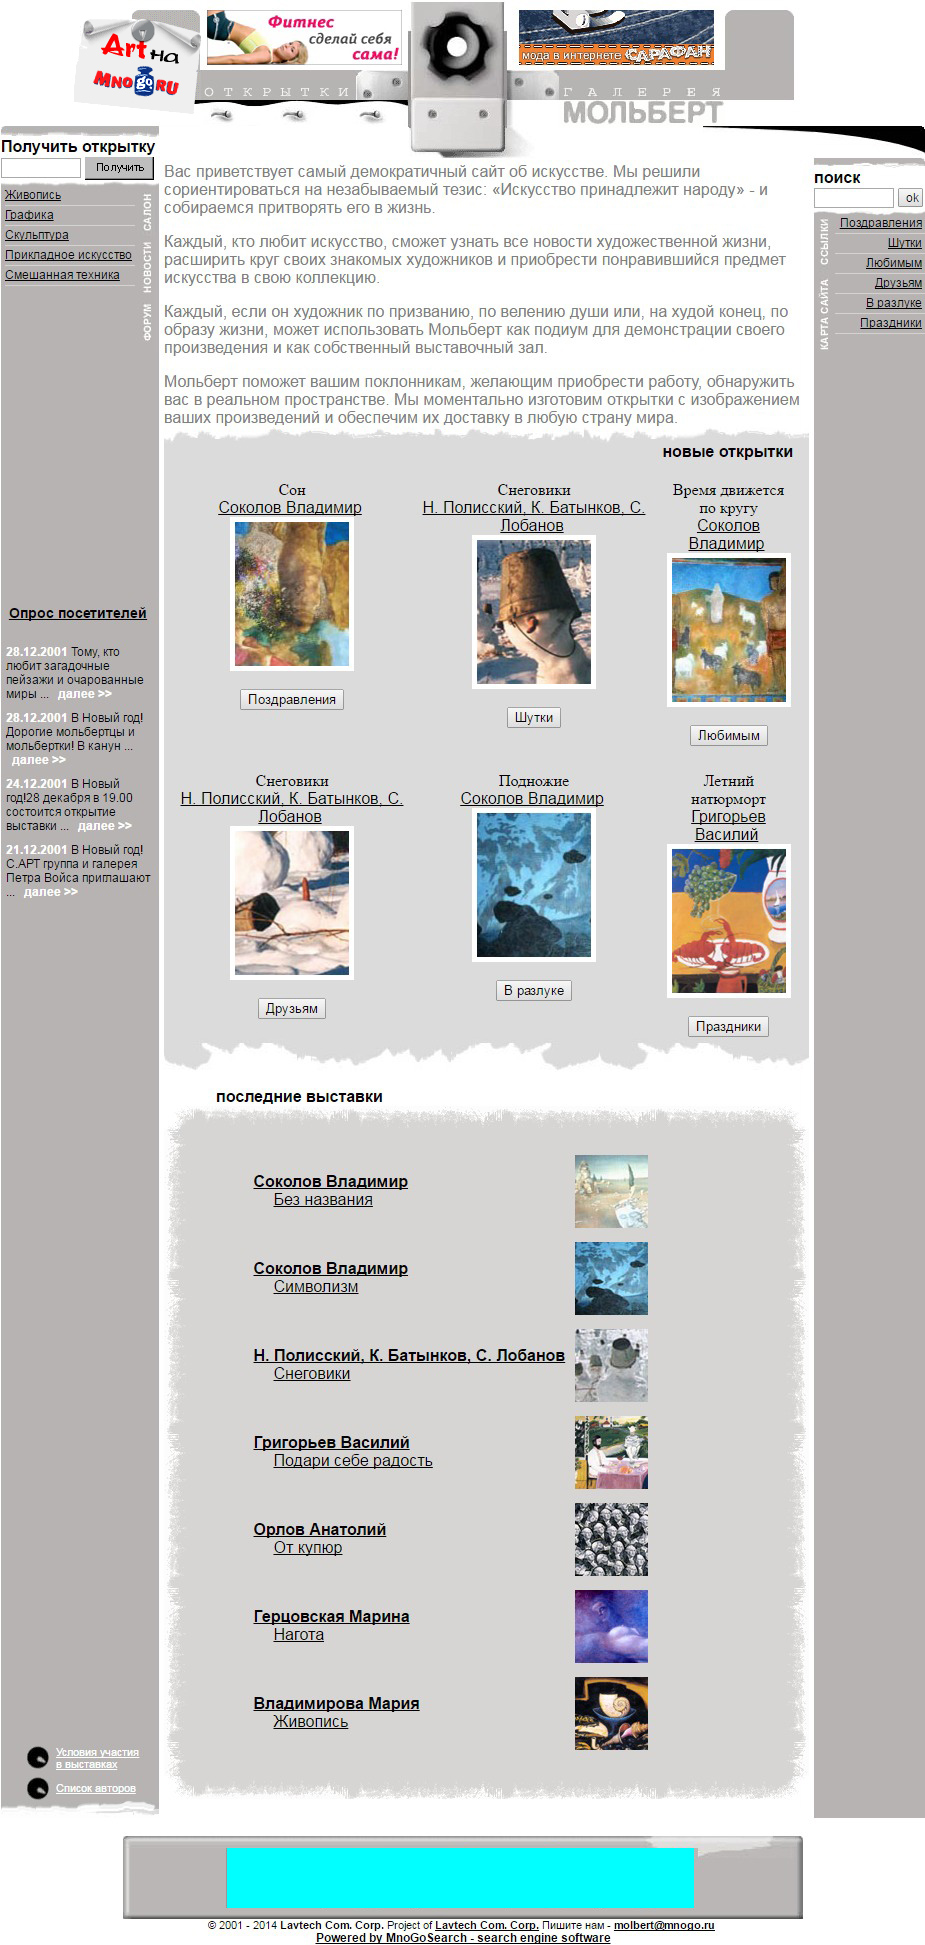 Art на
MnogoRU
Фитнес
сделай себя
сама!
мода в интернете САРАФАН
ОТКРЫТКИ
ГАЛЕРЕЯ
МОЛЬБЕРТ
Получить открытку
Получить
Живопись
Графика
Скульптура
Прикладное искусство
Смешанная техника
САЛОН
НОВОСТИ
ФОРУМ
Опрос посетителей
28.12.2001 Тому, кто
любит загадочные
пейзажи и очарованные
миры ... далее >>
28.12.2001 В Новый год!
Дорогие мольбертцы и
мольбертки! В канун ...
далее >>
24.12.2001 В Новый
год!28 декабря в 19.00
состоится открытие
выставки ... далее >>
21.12.2001 В Новый год!
С.АРТ группа и галерея
Петра Войса приглашают
... далее >>
Условия участия
в выставках
Список авторов
Вас приветствует самый демократичный сайт об искусстве. Мы решили
сориентироваться на незабываемый тезис: «Искусство принадлежит народу» - и
собираемся притворять его в жизнь.
Каждый, кто любит искусство, сможет узнать все новости художественной жизни,
расширить круг своих знакомых художников и приобрести понравившийся предмет
искусства в свою коллекцию.
Каждый, если он художник по призванию, по велению души или, на худой конец, по
образу жизни, может использовать Мольберт как подиум для демонстрации своего
произведения и как собственный выставочный зал.
Мольберт поможет вашим поклонникам, желающим приобрести работу, обнаружить
вас в реальном пространстве. Мы моментально изготовим открытки с изображением
ваших произведений и обеспечим их доставку в любую страну мира.
новые открытки
Сон
Соколов Владимир
Поздравления
Снеговики
Н. Полисский, К. Батынков, С.
Лобанов
Шутки
Время движется
по кругу
Соколов
Владимир
Любимым
Снеговики
Н. Полисский, К. Батынков, С.
Лобанов
Друзьям
Подножие
Соколов Владимир
В разлуке
Летний
натюрморт
Григорьев
Василий
Праздники
последние выставки
Соколов Владимир
Без названия
Соколов Владимир
Символизм
Н. Полисский, К. Батынков, С. Лобанов
Снеговики
Григорьев Василий
Подари себе радость
Орлов Анатолий
От купюр
Герцовская Марина
Нагота
Владимирова Мария
Живопись
поиск
ok
ССЫЛКИ
КАРТА САЙТА
Поздравления
Шутки
Любимым
Друзьям
В разлуке
Праздники
© 2001 - 2014 Lavtech Com. Corp. Project of Lavtech Com. Corp. Пишите нам - molbert@mnogo.ru
Powered by MnoGoSearch - search engine software